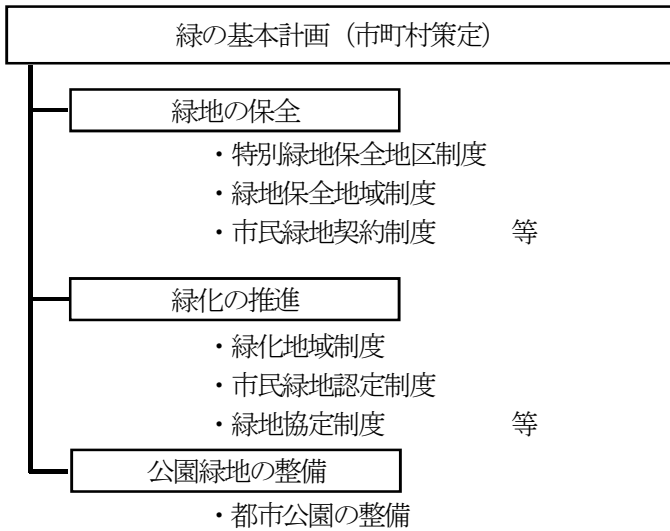 緑の基本計画（市町村策定）
緑地の保全
・特別緑地保全地区制度
・緑地保全地域制度
・市民緑地契約制度　　　等
緑化の推進
・緑化地域制度
・市民緑地認定制度
・緑地協定制度　　　　　等
公園緑地の整備
・都市公園の整備